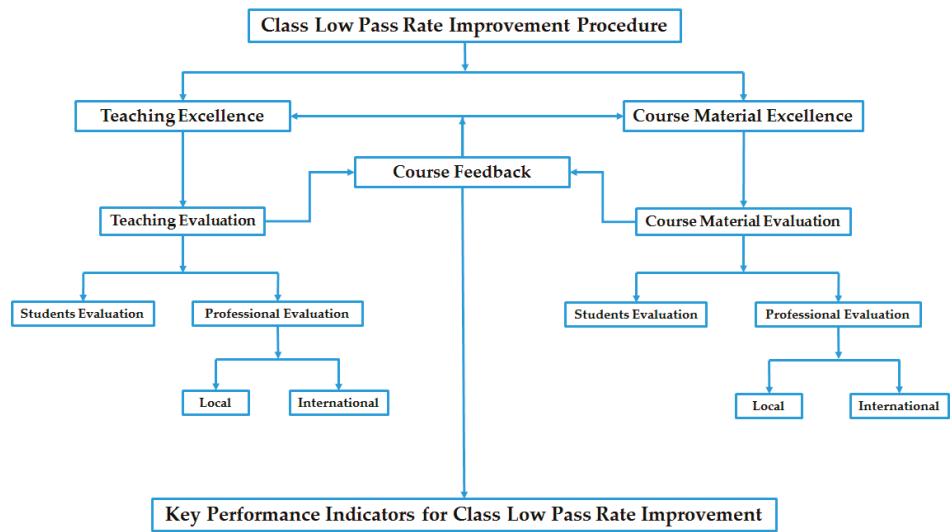 Class Low Pass Rate Improvement Procedure
Teaching Excellence
Course Material Excellence
Course Feedback
Teaching Evaluation
Course Material Evaluation
Students Evaluation
Professional Evaluation
Students Evaluation
Professional Evaluation
Local
International
Local
International
Key Performance Indicators for Class Low Pass Rate Improvement